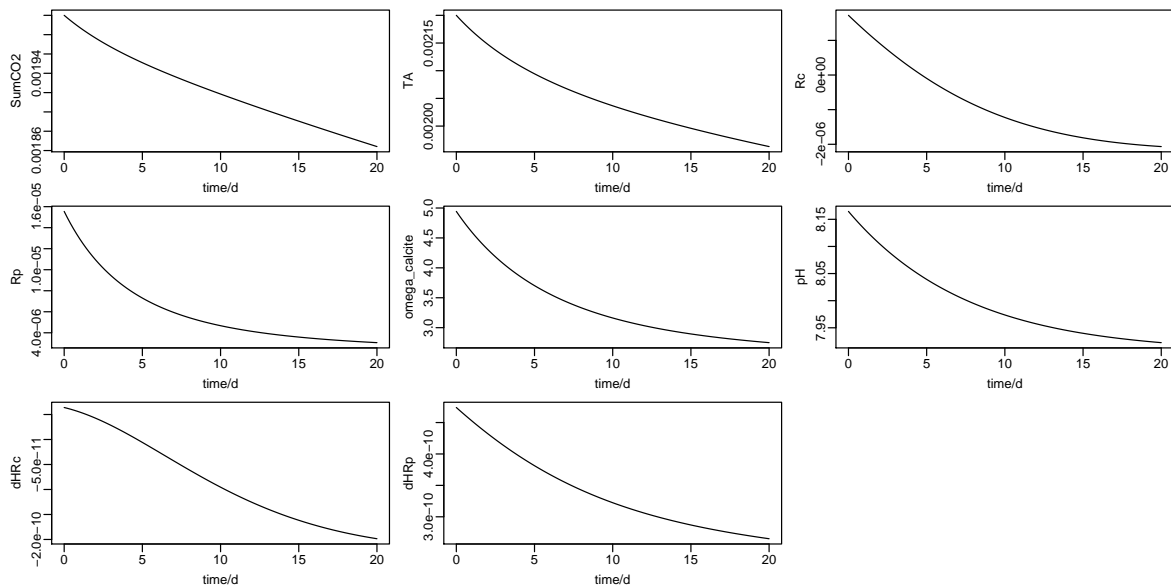 SumCO2
0.00186
0.00194
0
5
10
15
20
time/d
TA
0.00200
0.00215
0
5
10
15
20
time/d
Rc
−2e−06
0e+00
0
5
10
15
20
time/d
Rp
4.0e−06
1.0e−05
1.6e−05
0
5
10
15
20
time/d
omega_calcite
3.0
3.5
4.0
4.5
5.0
0
5
10
15
20
time/d
pH
7.95
8.05
8.15
0
5
10
15
20
time/d
dHRc
−2.0e−10
−5.0e−11
0
5
10
15
20
time/d
dHRp
3.0e−10
4.0e−10
0
5
10
15
20
time/d